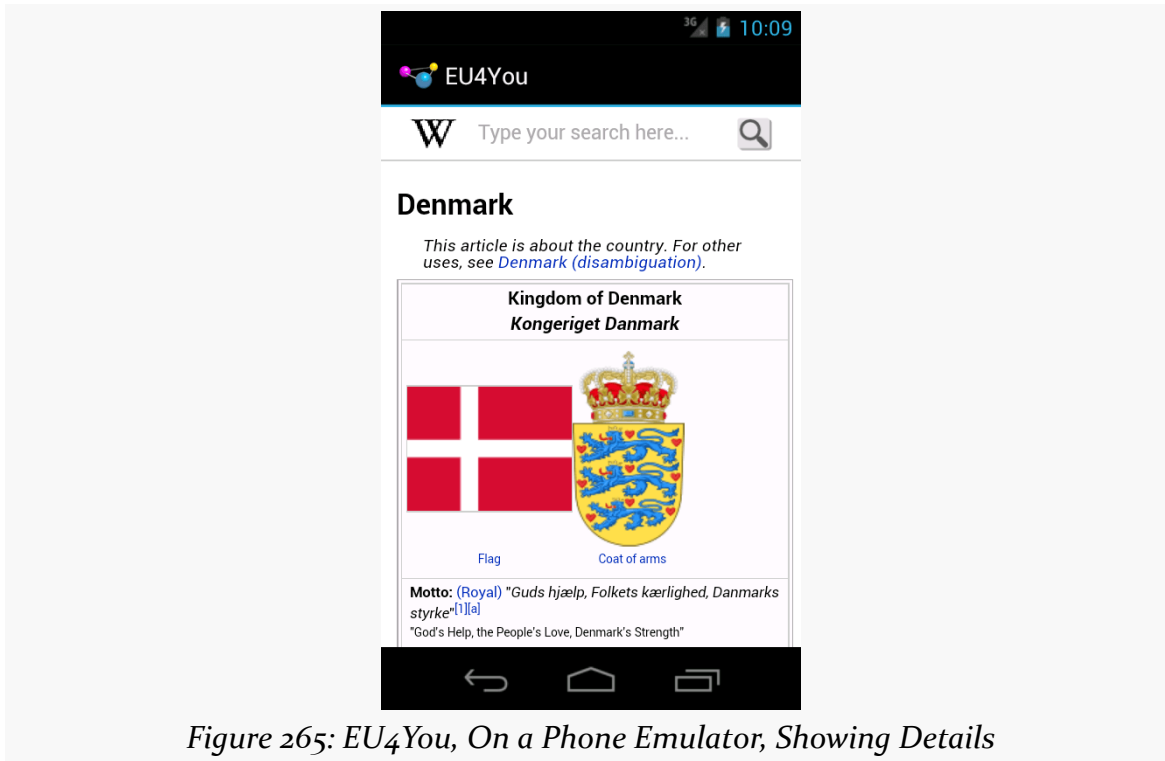 3G 10:09
EU4You
W Type your search here...
Denmark
This article is about the country. For other
uses, see Denmark (disambiguation).
Kingdom of Denmark
Kongeriget Danmark
Flag Coat of arms
Motto: (Royal) "Guds hjælp, Folkets kærlighed, Danmarks
styrke"[1][a]
"God's Help, the People's Love, Denmark's Strength"
Figure 265: EU4You, On a Phone Emulator, Showing Details